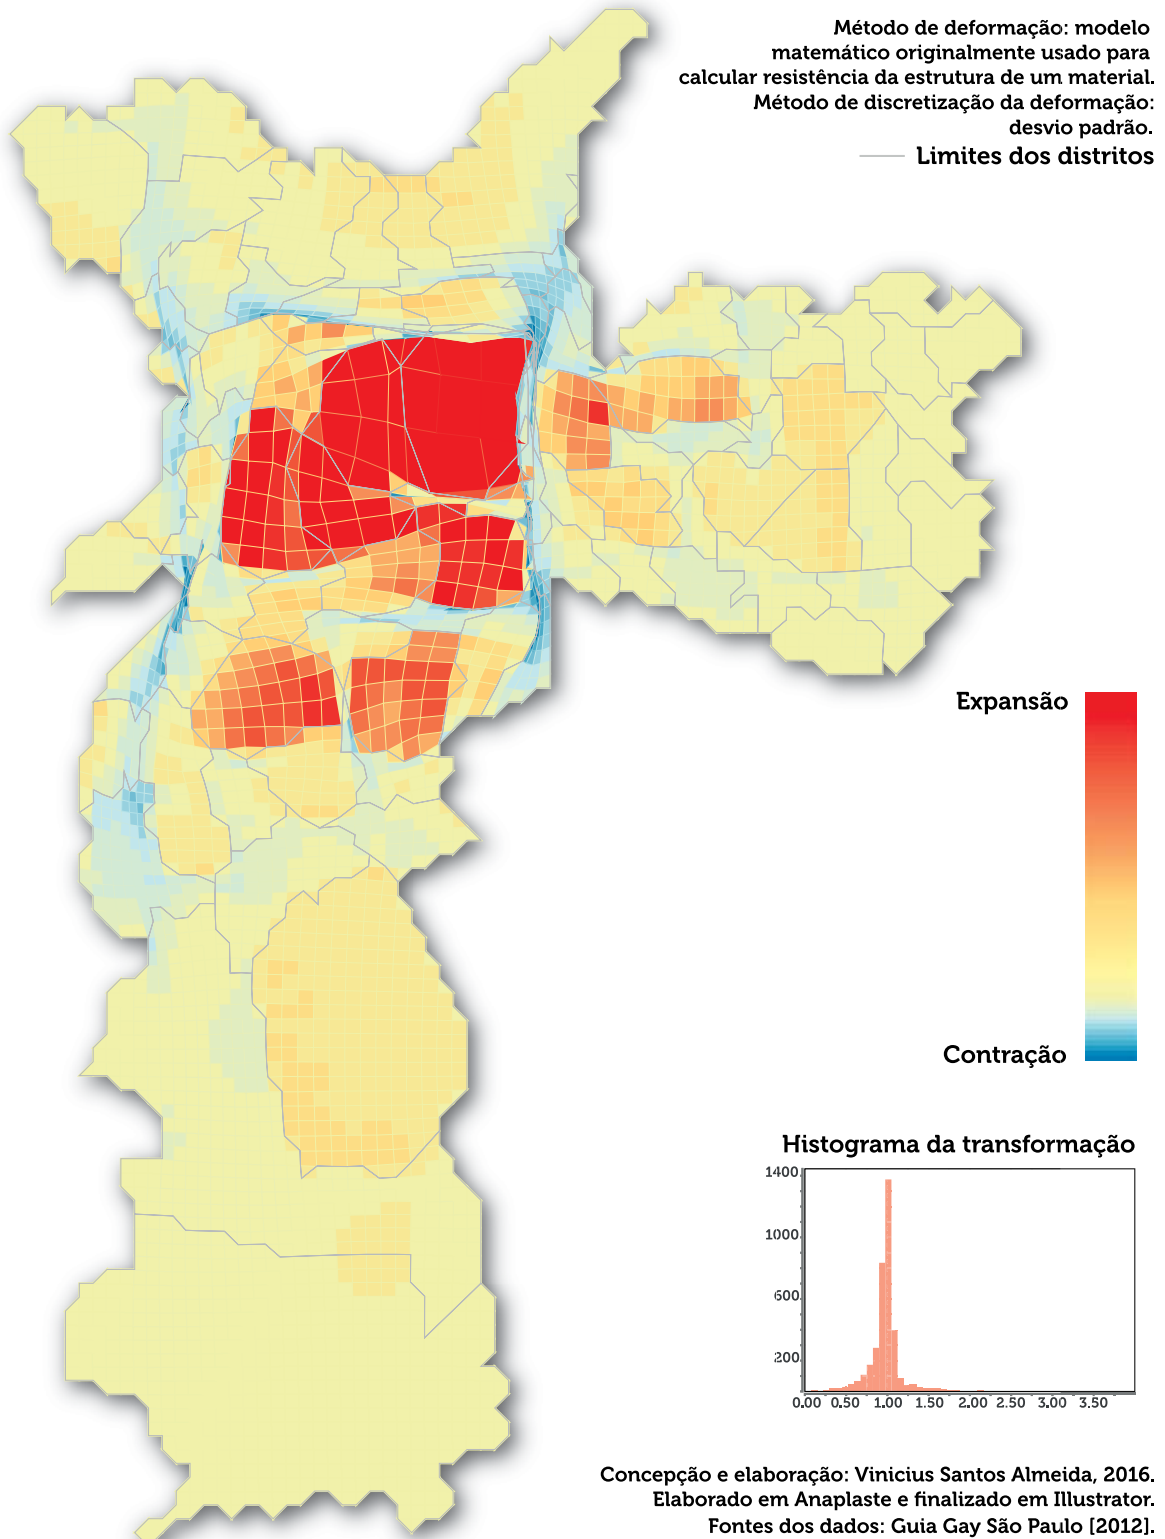 Método de deformação: modelo
matemático originalmente usado para
calcular resistência da estrutura de um material.
Método de discretização da deformação:
desvio padrão.
Limites dos distritos
Expansão
Contração
Histograma da transformação
1400
1000
600
200
0.00 0.50 1.00 1.50 2.00 2.50 3.00 3.50
Concepção e elaboração: Vinicius Santos Almeida, 2016.
Elaborado em Anaplaste e finalizado em Illustrator.
Fontes dos dados: Guia Gay São Paulo [2012].